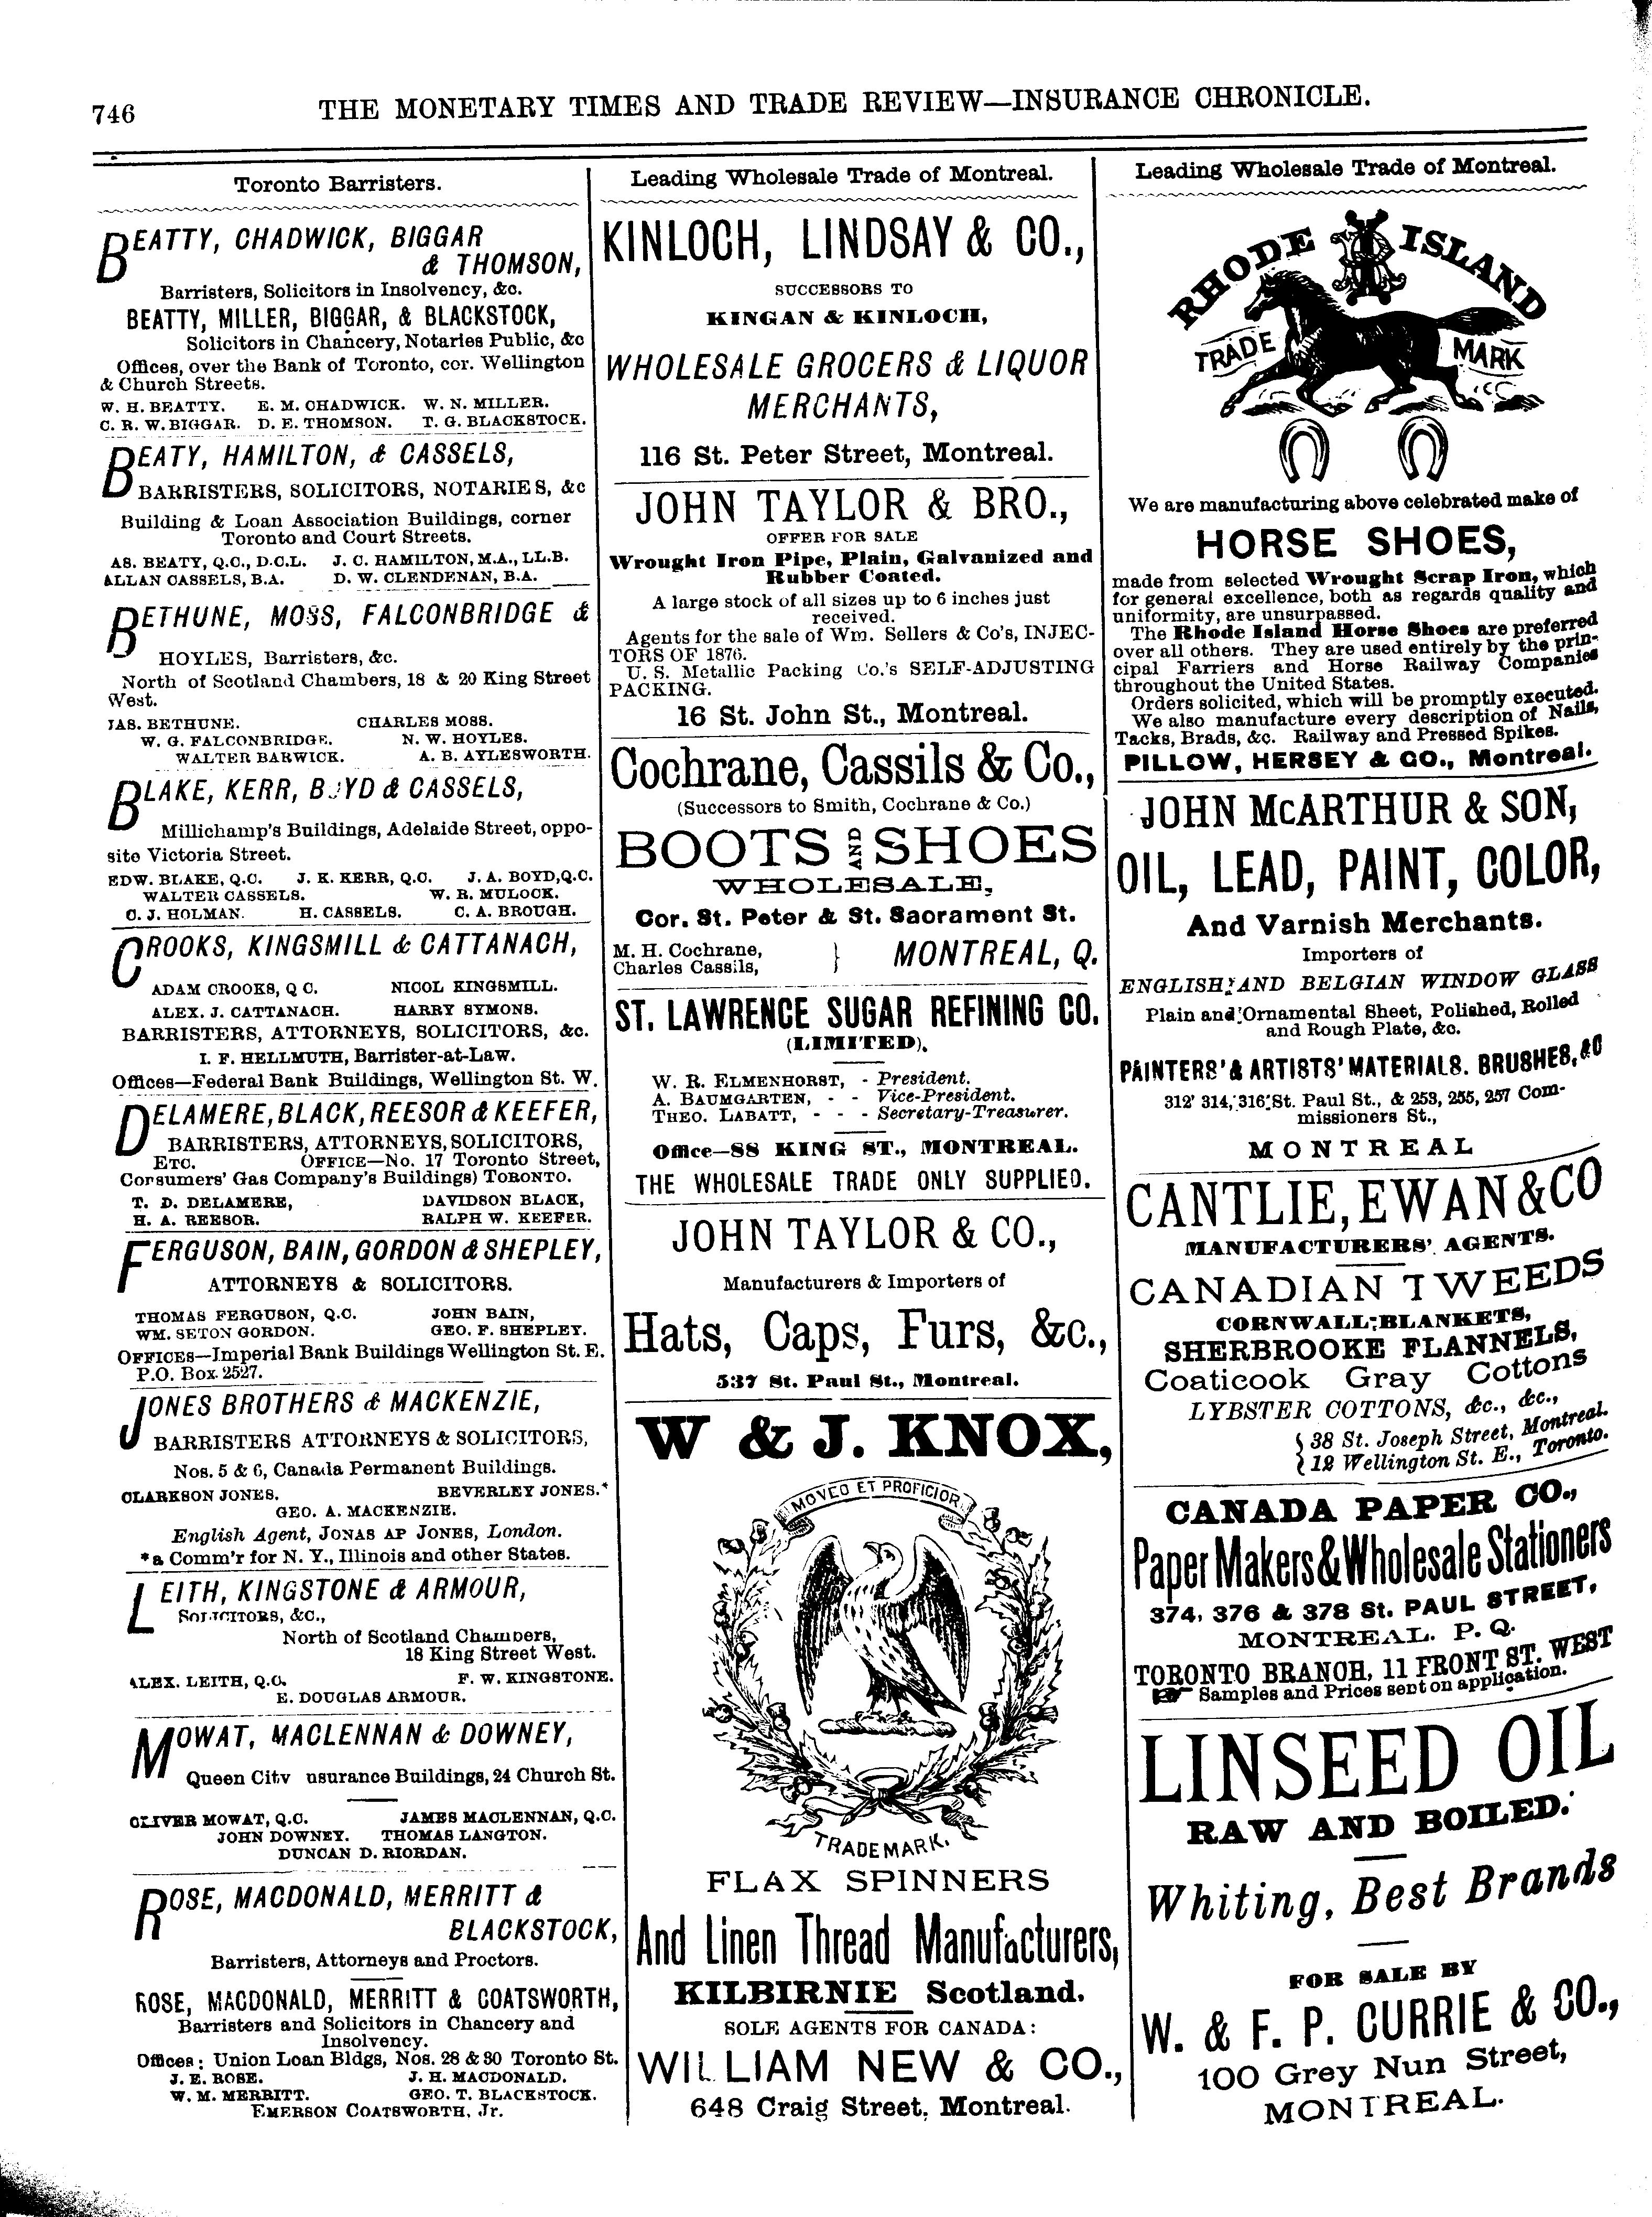 746
THE MONETARY TIMES AND TRADE REVIEW—INSURANCE CHRONICLE.
Toronto Barristers.
BEATTY, CHADWICK, BIGGAR
& THOMSON,
Barristers, Solicitors in Insolvency, &c.
BEATTY, MILLER, BIGGAR, & BLACKSTOCK,
Solicitors in Chancery, Notaries Public, &c
Offices, over the Bank of Toronto, cor. Wellington
& Church Streets.
W. H. BEATTY. E. M. CHADWICK. W. N. MILLER.
C. R. W. BIGGAR. D. E. THOMSON. T. G. BLACKSTOCK.
BEATY, HAMILTON, & CASSELS,
BARRISTERS, SOLICITORS, NOTARIES, &c
Building & Loan Association Buildings, corner
Toronto and Court Streets.
AS. BEATY, Q.C., D.C.L. J. C. HAMILTON, M.A., LL.B.
ALLAN CASSELS, B.A. D. W. CLENDENAN, B.A.
BETHUNE, MOSS, FALCONBRIDGE &
HOYLES, Barristers, &c.
North of Scotland Chambers, 18 & 20 King Street
West.
JAS. BETHUNE. CHARLES MOSS.
W. G. FALCONBRIDGE. N. W. HOYLES.
WALTER BARWICK. A. B. AYLESWORTH.
BLAKE, KERR, BOYD & CASSELS,
Millichamp's Buildings, Adelaide Street, oppo-
site Victoria Street.
EDW. BLAKE, Q.C. J. K. KERR, Q.C. J. A. BOYD, Q.C.
WALTER CASSELS. W. R. MULOCK.
C. J. HOLMAN. H. CASSELS. C. A. BROUGH.
CROOKS, KINGSMILL & CATTANACH,
ADAM CROOKS, Q C. NICOL KINGSMILL.
ALEX. J. CATTANACH. HARRY SYMONS.
BARRISTERS, ATTORNEYS, SOLICITORS, &c.
I. F. HELLMUTH, Barrister-at-Law.
Offices—Federal Bank Buildings, Wellington St. W.
DELAMERE, BLACK, REESOR & KEEFER,
BARRISTERS, ATTORNEYS, SOLICITORS,
ETC. OFFICE—No. 17 Toronto Street,
Consumers' Gas Company's Buildings) TORONTO.
T. D. DELAMERE, DAVIDSON BLACK,
H. A. REESOR. RALPH W. KEEFER.
FERGUSON, BAIN, GORDON & SHEPLEY,
ATTORNEYS & SOLICITORS.
THOMAS FERGUSON, Q.C. JOHN BAIN,
WM. SETON GORDON. GEO. F. SHEPLEY.
OFFICES—Imperial Bank Buildings Wellington St. E.
P.O. Box 2527.
JONES BROTHERS & MACKENZIE,
BARRISTERS ATTORNEYS & SOLICITORS,
Nos. 5 & 6, Canada Permanent Buildings.
CLARKSON JONES. BEVERLEY JONES.*
GEO. A. MACKENZIE.
English Agent, JONAS AP JONES, London.
*a Comm'r for N. Y., Illinois and other States.
LEITH, KINGSTONE & ARMOUR,
SOLICITORS, &c.,
North of Scotland Chambers,
18 King Street West.
ALEX. LEITH, Q.C. F. W. KINGSTONE.
E. DOUGLAS ARMOUR.
MOWAT, MACLENNAN & DOWNEY,
Queen City nsurance Buildings, 24 Church St.
OLIVER MOWAT, Q.C. JAMES MACLENNAN, Q.C.
JOHN DOWNEY. THOMAS LANGTON.
DUNCAN D. RIORDAN.
ROSE, MACDONALD, MERRITT &
BLACKSTOCK,
Barristers, Attorneys and Proctors.
ROSE, MACDONALD, MERRITT & COATSWORTH,
Barristers and Solicitors in Chancery and
Insolvency.
Offices: Union Loan Bldgs, Nos. 28 & 30 Toronto St.
J. E. ROSE. J. H. MACDONALD.
W. M. MERRITT. GEO. T. BLACKSTOCK.
EMERSON COATSWORTH, Jr.
Leading Wholesale Trade of Montreal.
KINLOCH, LINDSAY & CO.,
SUCCESSORS TO
KINGAN & KINLOCH,
WHOLESALE GROCERS & LIQUOR
MERCHANTS,
116 St. Peter Street, Montreal.
JOHN TAYLOR & BRO.,
OFFER FOR SALE
Wrought Iron Pipe, Plain, Galvanized and
Rubber Coated.
A large stock of all sizes up to 6 inches just
received.
Agents for the sale of Wm. Sellers & Co's, INJEC-
TORS OF 1876.
U. S. Metallic Packing Co.'s SELF-ADJUSTING
PACKING.
16 St. John St., Montreal.
Cochrane, Cassils & Co.,
(Successors to Smith, Cochrane & Co.)
BOOTS AND SHOES
WHOLESALE,
Cor. St. Peter & St. Sacrament St.
M. H. Cochrane,
Charles Cassils, } MONTREAL, Q.
ST. LAWRENCE SUGAR REFINING CO.
(LIMITED).
W. R. ELMENHORST, - President.
A. BAUMGARTEN, - - Vice-President.
THEO. LABATT, - - - Secretary-Treasurer.
Office—88 KING ST., MONTREAL.
THE WHOLESALE TRADE ONLY SUPPLIED.
JOHN TAYLOR & CO.,
Manufacturers & Importers of
Hats, Caps, Furs, &c.,
537 St. Paul St., Montreal.
W & J. KNOX,
MOVEO ET PROFICIOR
TRADE MARK.
FLAX SPINNERS
And Linen Thread Manufacturers,
KILBIRNIE Scotland.
SOLE AGENTS FOR CANADA:
WILLIAM NEW & CO.,
648 Craig Street, Montreal.
Leading Wholesale Trade of Montreal.
RHODE ISLAND
TRADE MARK
We are manufacturing above celebrated make of
HORSE SHOES,
made from selected Wrought Scrap Iron, which
for general excellence, both as regards quality and
uniformity, are unsurpassed.
The Rhode Island Horse Shoes are preferred
over all others. They are used entirely by the prin-
cipal Farriers and Horse Railway Companies
throughout the United States.
Orders solicited, which will be promptly executed.
We also manufacture every description of Nails,
Tacks, Brads, &c. Railway and Pressed Spikes.
PILLOW, HERSEY & CO., Montreal.
JOHN McARTHUR & SON,
OIL, LEAD, PAINT, COLOR,
And Varnish Merchants.
Importers of
ENGLISH AND BELGIAN WINDOW GLASS
Plain and Ornamental Sheet, Polished, Rolled
and Rough Plate, &c.
PAINTERS' & ARTISTS' MATERIALS. BRUSHES, &C
312' 314, 316 St. Paul St., & 253, 255, 257 Com-
missioners St.,
MONTREAL
CANTLIE, EWAN & CO
MANUFACTURERS' AGENTS.
CANADIAN TWEEDS
CORNWALL BLANKETS,
SHERBROOKE FLANNELS,
Coaticook Gray Cottons
LYBSTER COTTONS, &c., &c.,
{ 38 St. Joseph Street, Montreal.
{ 12 Wellington St. E., Toronto.
CANADA PAPER CO.,
Paper Makers & Wholesale Stationers
374, 376 & 378 St. PAUL STREET,
MONTREAL. P. Q.
TORONTO BRANCH, 11 FRONT ST. WEST
Samples and Prices sent on application.
LINSEED OIL
RAW AND BOILED.
Whiting, Best Brands
FOR SALE BY
W. & F. P. CURRIE & CO.,
100 Grey Nun Street,
MONTREAL.